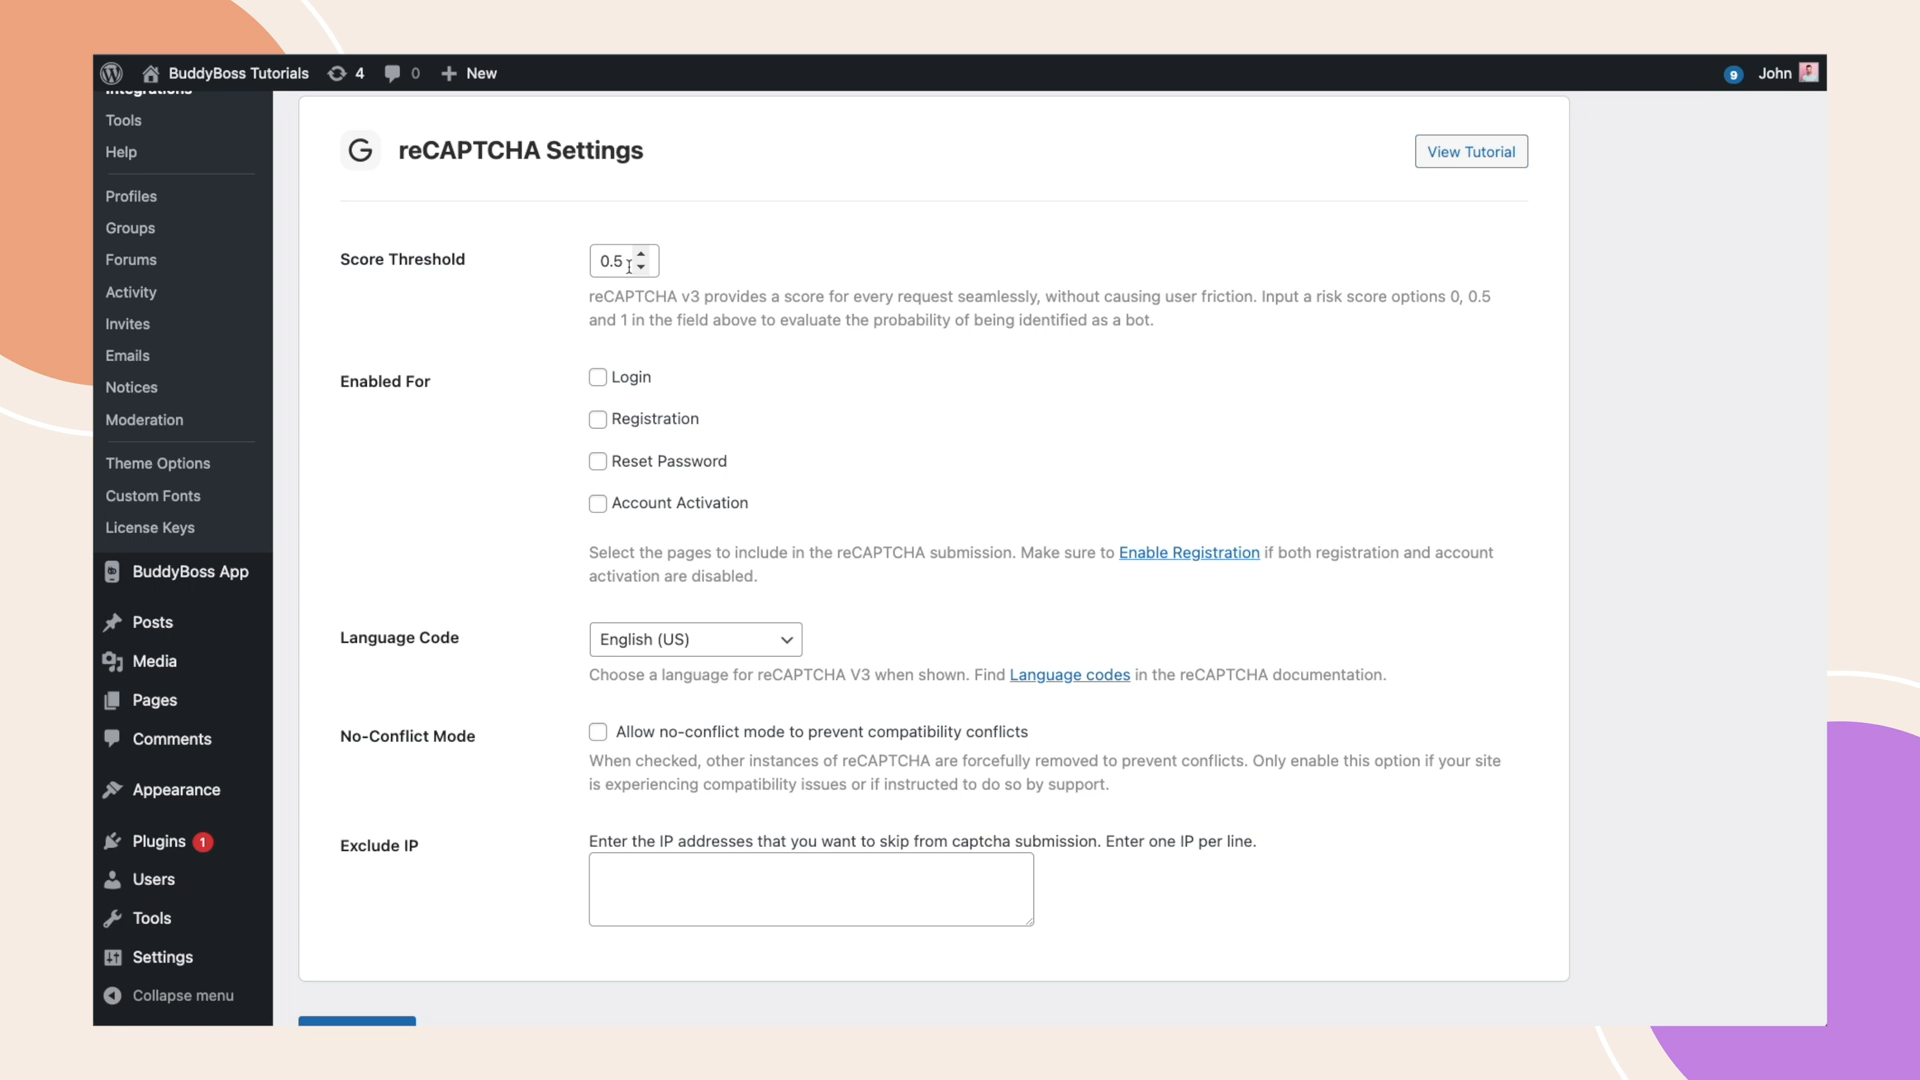 BuddyBoss Tutorials 4 0 New 9 John
Integrations
Tools
Help
Profiles
Groups
Forums
Activity
Invites
Emails
Notices
Moderation
Theme Options
Custom Fonts
License Keys
BuddyBoss App
Posts
Media
Pages
Comments
Appearance
Plugins 1
Users
Tools
Settings
Collapse menu
G reCAPTCHA Settings
View Tutorial
Score Threshold
0.5
reCAPTCHA v3 provides a score for every request seamlessly, without causing user friction. Input a risk score options 0, 0.5
and 1 in the field above to evaluate the probability of being identified as a bot.
Enabled For
Login
Registration
Reset Password
Account Activation
Select the pages to include in the reCAPTCHA submission. Make sure to Enable Registration if both registration and account
activation are disabled.
Language Code
English (US)
Choose a language for reCAPTCHA V3 when shown. Find Language codes in the reCAPTCHA documentation.
No-Conflict Mode
Allow no-conflict mode to prevent compatibility conflicts
When checked, other instances of reCAPTCHA are forcefully removed to prevent conflicts. Only enable this option if your site
is experiencing compatibility issues or if instructed to do so by support.
Exclude IP
Enter the IP addresses that you want to skip from captcha submission. Enter one IP per line.